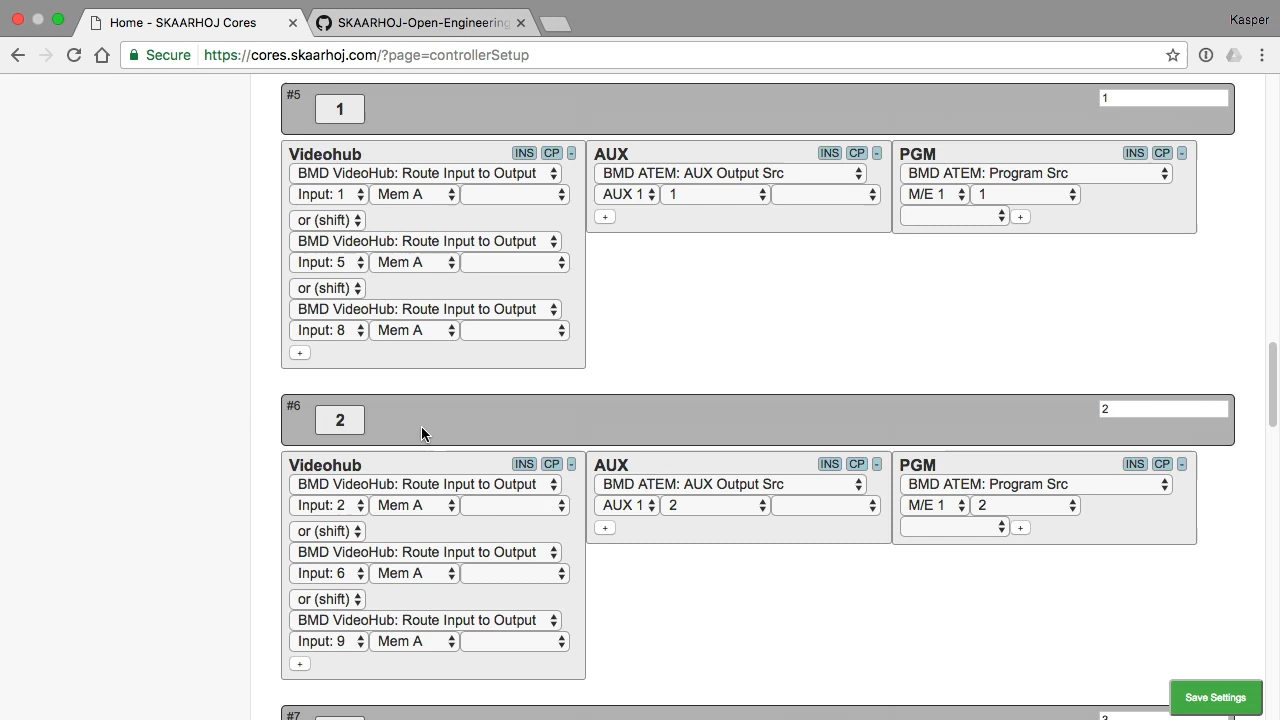 Home - SKAARHOJ Cores
SKAARHOJ-Open-Engineering
Kasper
Secure https://cores.skaarhoj.com/?page=controllerSetup
#5 1 1
Videohub INS CP - AUX INS CP - PGM INS CP -
BMD VideoHub: Route Input to Output BMD ATEM: AUX Output Src BMD ATEM: Program Src
Input: 1 Mem A AUX 1 1 M/E 1 1
or (shift) + +
BMD VideoHub: Route Input to Output
Input: 5 Mem A
or (shift)
BMD VideoHub: Route Input to Output
Input: 8 Mem A
+
#6 2 2
Videohub INS CP - AUX INS CP - PGM INS CP -
BMD VideoHub: Route Input to Output BMD ATEM: AUX Output Src BMD ATEM: Program Src
Input: 2 Mem A AUX 1 2 M/E 1 2
or (shift) + +
BMD VideoHub: Route Input to Output
Input: 6 Mem A
or (shift)
BMD VideoHub: Route Input to Output
Input: 9 Mem A
+
Save Settings
#7 3